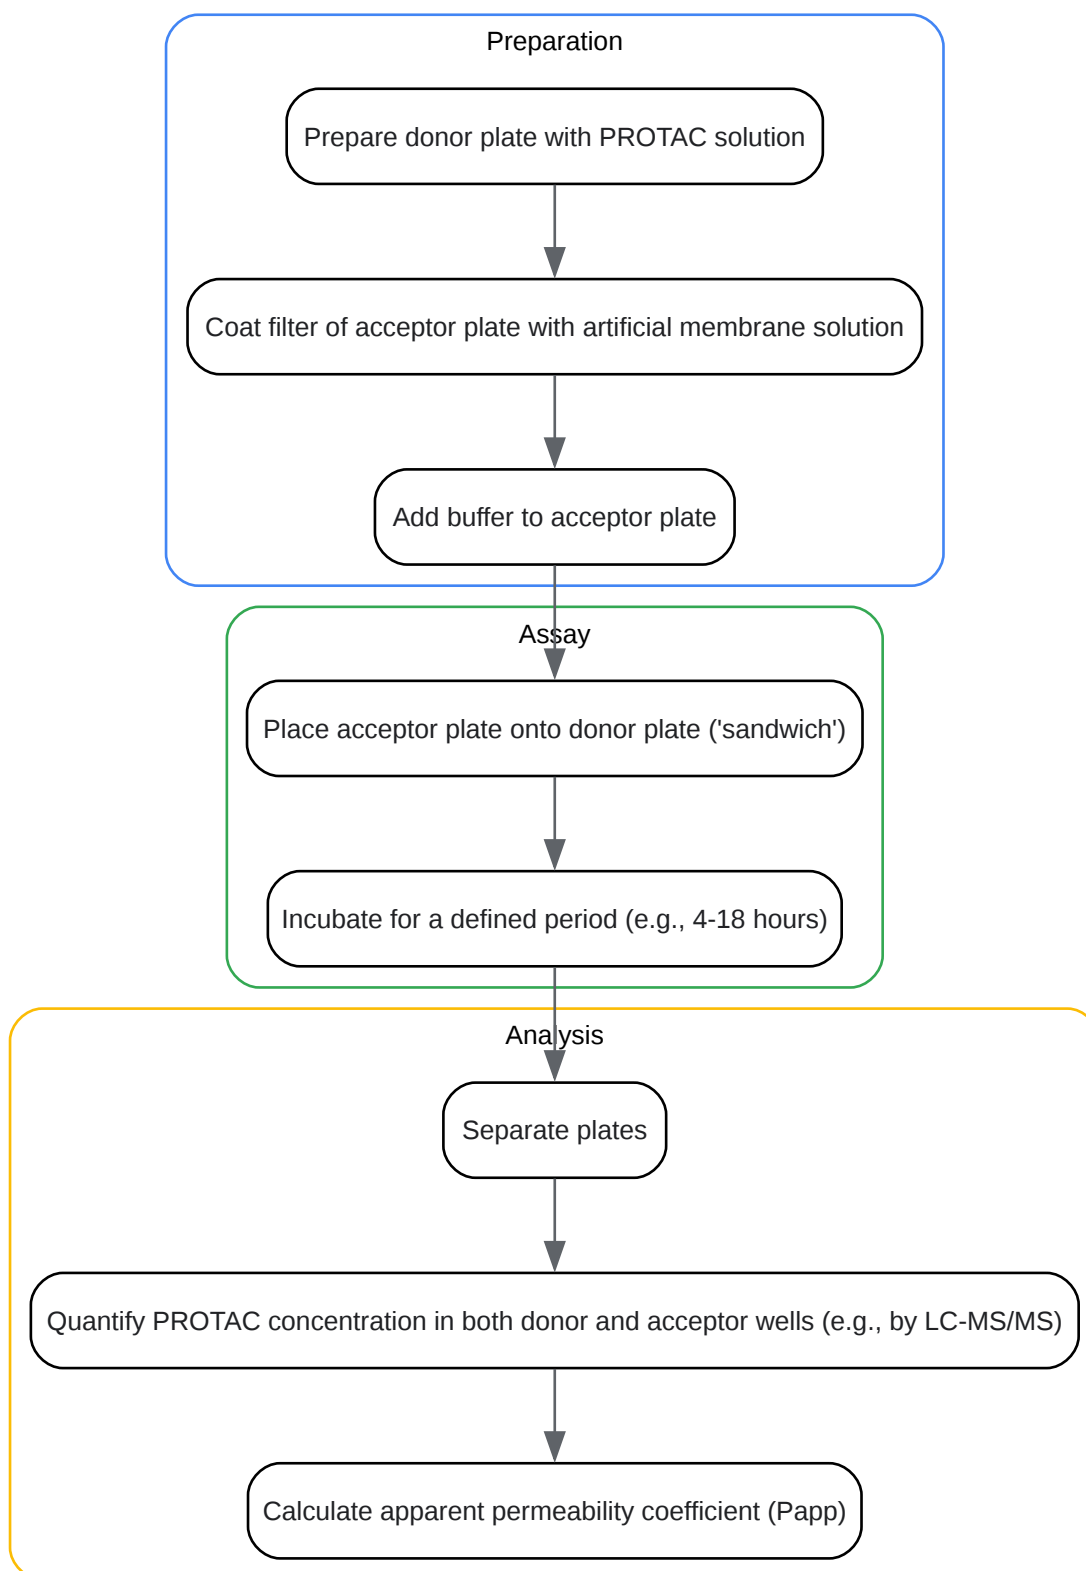 Preparation
Prepare donor plate with PROTAC solution
Coat filter of acceptor plate with artificial membrane solution
Add buffer to acceptor plate
Assay
Place acceptor plate onto donor plate ('sandwich')
Incubate for a defined period (e.g., 4-18 hours)
Analysis
Separate plates
Quantify PROTAC concentration in both donor and acceptor wells (e.g., by LC-MS/MS)
Calculate apparent permeability coefficient (Papp)